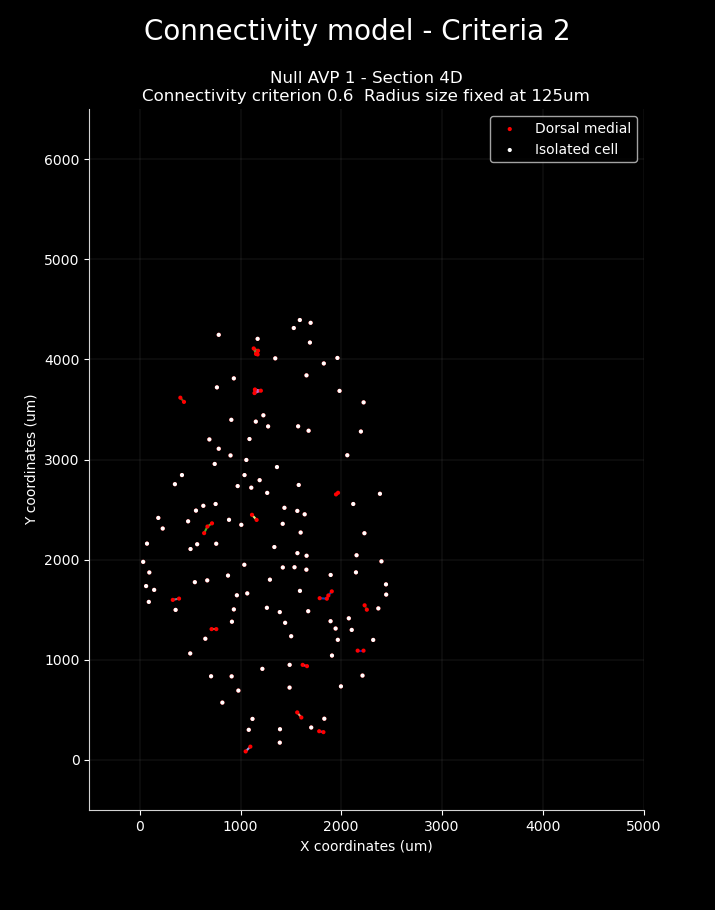 Connectivity model - Criteria 2
Null AVP 1 - Section 4D
Connectivity criterion 0.6  Radius size fixed at 125um
Dorsal medial
Isolated cell
6000
5000
4000
3000
2000
1000
0
Y coordinates (um)
0 1000 2000 3000 4000 5000
X coordinates (um)